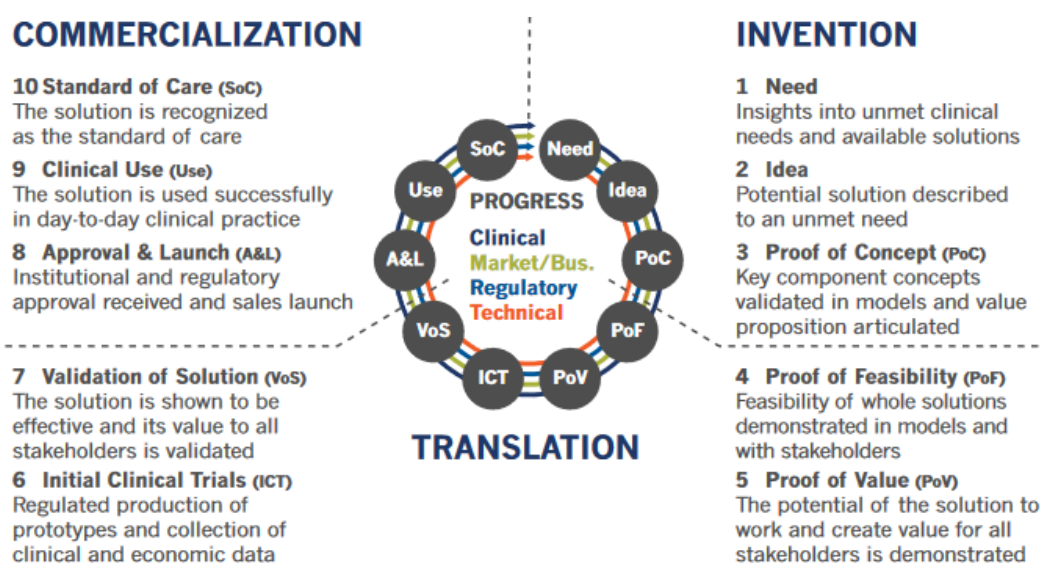 COMMERCIALIZATION
10 Standard of Care (SoC)
The solution is recognized
as the standard of care
9 Clinical Use (Use)
The solution is used successfully
in day-to-day clinical practice
8 Approval & Launch (A&L)
Institutional and regulatory
approval received and sales launch
7 Validation of Solution (VoS)
The solution is shown to be
effective and its value to all
stakeholders is validated
6 Initial Clinical Trials (ICT)
Regulated production of
prototypes and collection of
clinical and economic data
SoC
Need
Use
Idea
A&L
PoC
VoS
PoF
ICT
PoV
PROGRESS
Clinical
Market/Bus.
Regulatory
Technical
TRANSLATION
INVENTION
1 Need
Insights into unmet clinical
needs and available solutions
2 Idea
Potential solution described
to an unmet need
3 Proof of Concept (PoC)
Key component concepts
validated in models and value
proposition articulated
4 Proof of Feasibility (PoF)
Feasibility of whole solutions
demonstrated in models and
with stakeholders
5 Proof of Value (PoV)
The potential of the solution to
work and create value for all
stakeholders is demonstrated